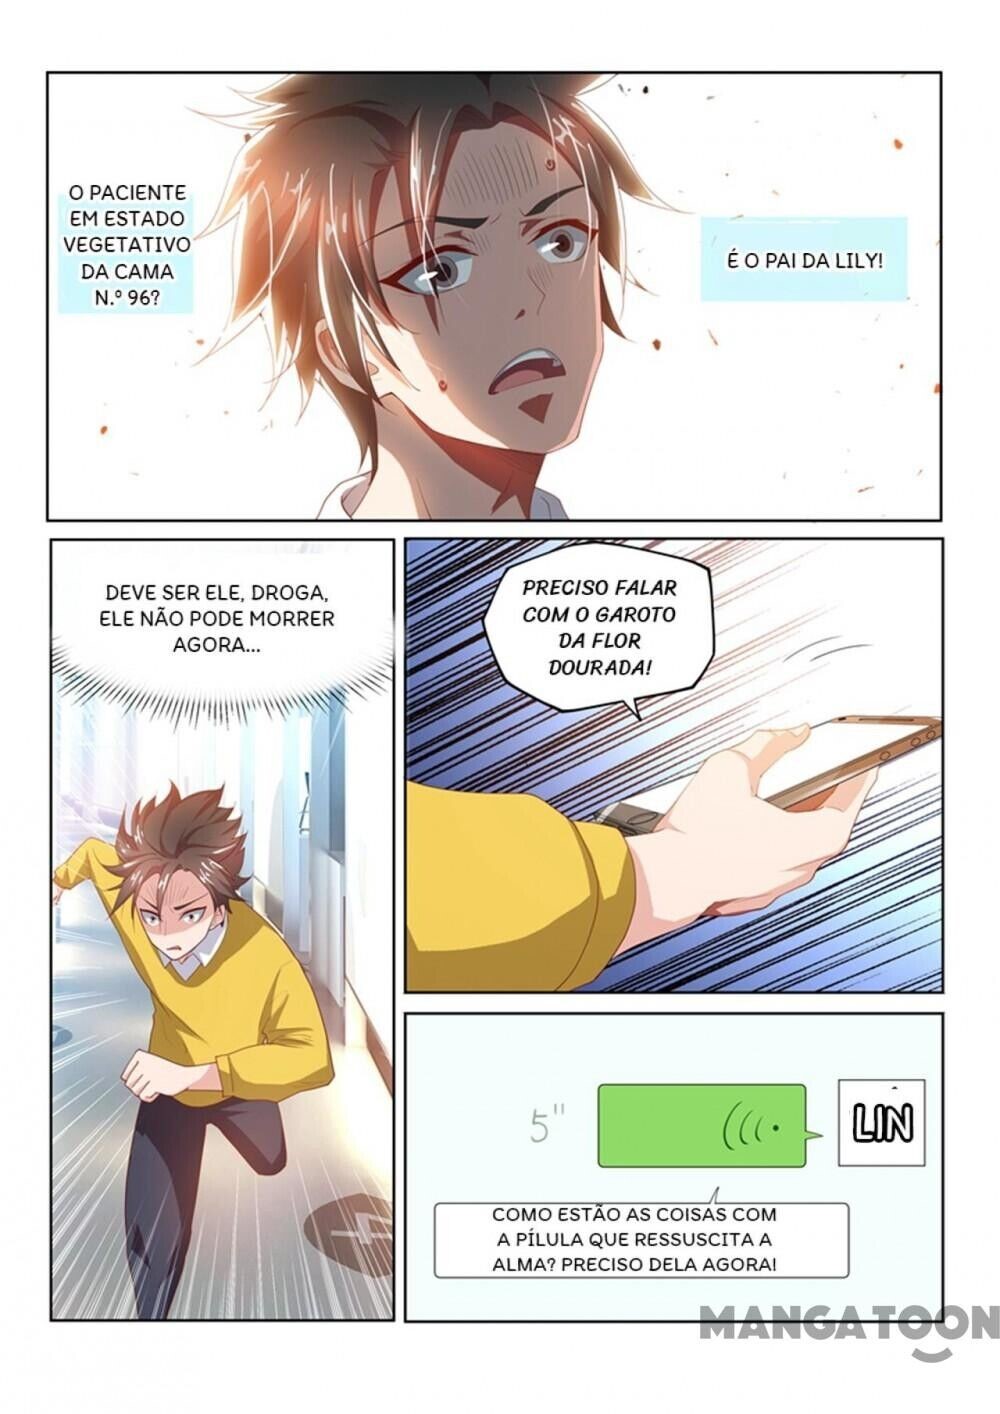 O PACIENTE
EM ESTADO
VEGETATIVO
DA CAMA
N.º 96?
É O PAI DA LILY!
DEVE SER ELE, DROGA,
ELE NÃO PODE MORRER
AGORA...
PRECISO FALAR
COM O GAROTO
DA FLOR
DOURADA!
5"
LIN
COMO ESTÃO AS COISAS COM
A PÍLULA QUE RESSUSCITA A
ALMA? PRECISO DELA AGORA!
MANGATOON